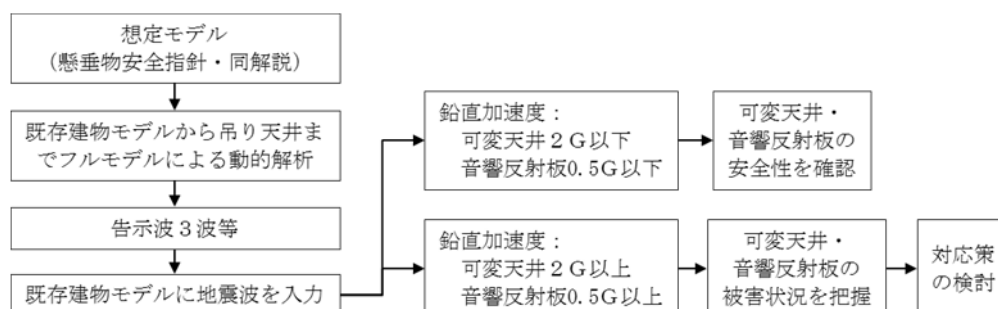 想定モデル
（懸垂物安全指針・同解説）
既存建物モデルから吊り天井ま
でフルモデルによる動的解析
告示波３波等
既存建物モデルに地震波を入力
鉛直加速度：
可変天井２Ｇ以下
音響反射板0.5Ｇ以下
可変天井・
音響反射板の
安全性を確認
鉛直加速度：
可変天井２Ｇ以上
音響反射板0.5Ｇ以上
可変天井・
音響反射板の
被害状況を把握
対応策
の検討